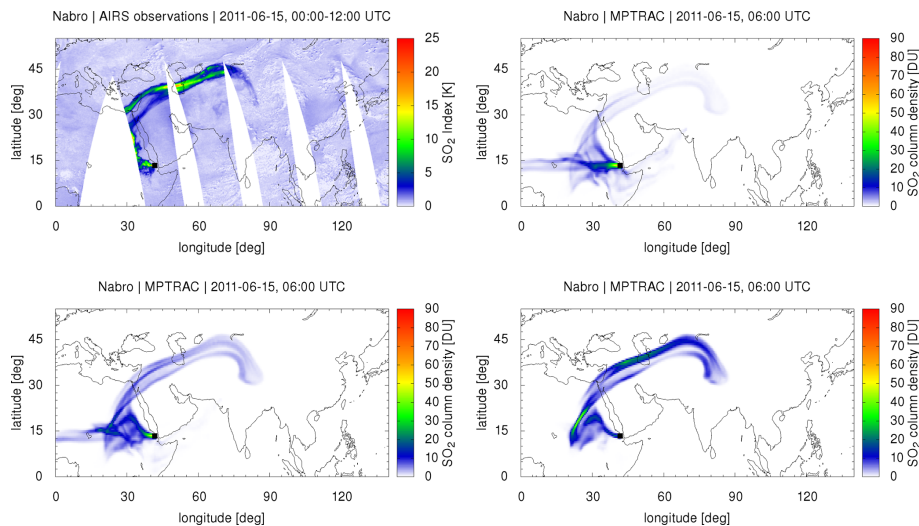 Nabro | AIRS observations | 2011-06-15, 00:00-12:00 UTC
latitude [deg]
45
30
15
0
0 30 60 90 120
longitude [deg]
25
20
15
10
5
0
SO2 Index [K]
Nabro | MPTRAC | 2011-06-15, 06:00 UTC
latitude [deg]
45
30
15
0
0 30 60 90 120
longitude [deg]
90
80
70
60
50
40
30
20
10
0
SO2 column density [DU]
Nabro | MPTRAC | 2011-06-15, 06:00 UTC
latitude [deg]
45
30
15
0
0 30 60 90 120
longitude [deg]
90
80
70
60
50
40
30
20
10
0
SO2 column density [DU]
Nabro | MPTRAC | 2011-06-15, 06:00 UTC
latitude [deg]
45
30
15
0
0 30 60 90 120
longitude [deg]
90
80
70
60
50
40
30
20
10
0
SO2 column density [DU]